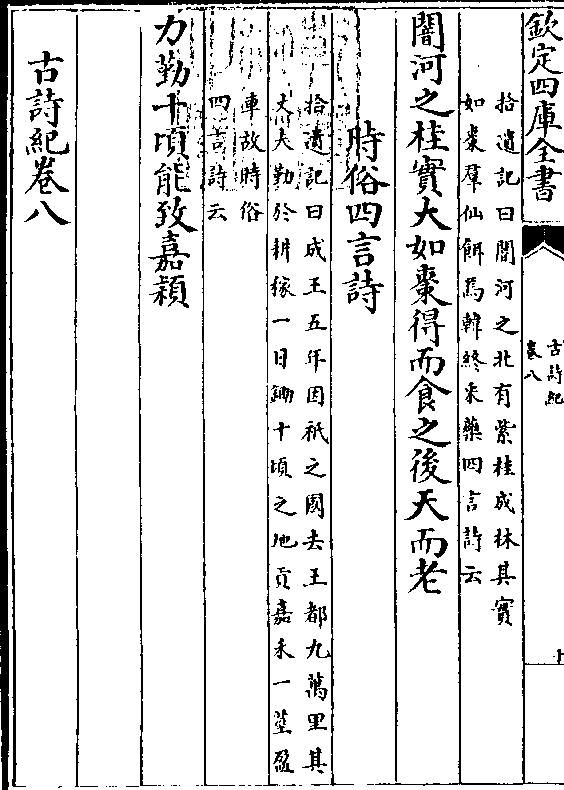 欽定四庫全書
古詩紀
卷八
十
拾遺記曰闇河之北有紫桂成林其實
如棗羣仙餌焉韓終采藥四言詩云
闇河之桂實大如棗得而食之後天而老
時俗四言詩
拾遺記曰成王五年因祇之國去王都九萬里其
丈夫勤於耕稼一日鋤十頃之地貢嘉禾一莖盈
車故時俗
四言詩云
力勤十頃能致嘉穎
古詩紀卷八